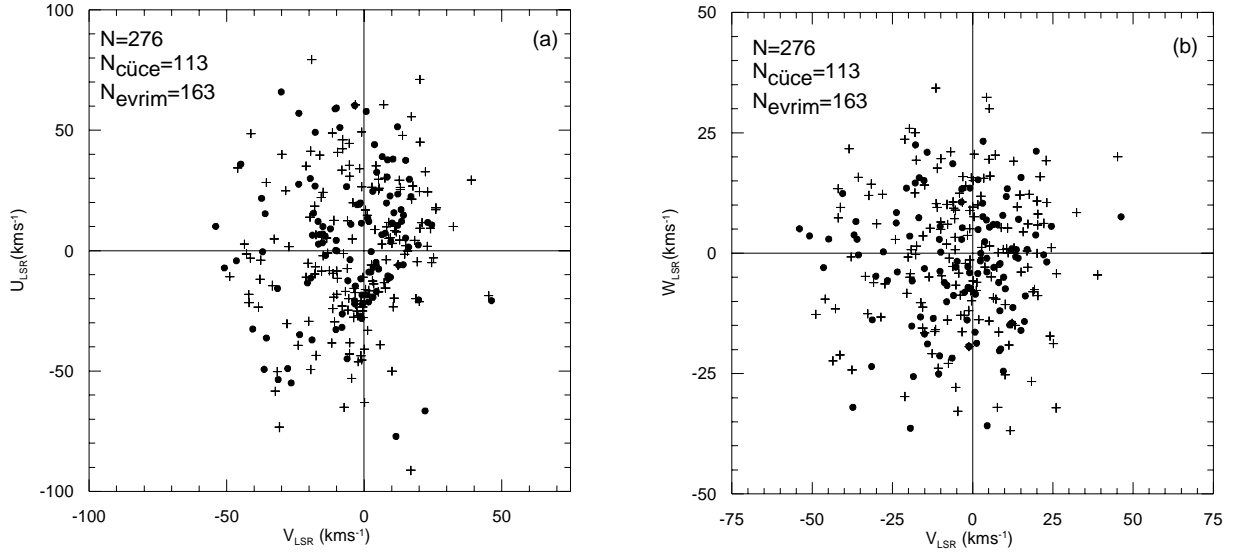 (a)
N=276
Ncüce=113
Nevrim=163
100
50
0
-50
-100
-100
-50
0
50
ULSR(kms-1)
VLSR (kms-1)
(b)
N=276
Ncüce=113
Nevrim=163
50
25
0
-25
-50
-75
-50
-25
0
25
50
75
WLSR(kms-1)
VLSR (kms-1)